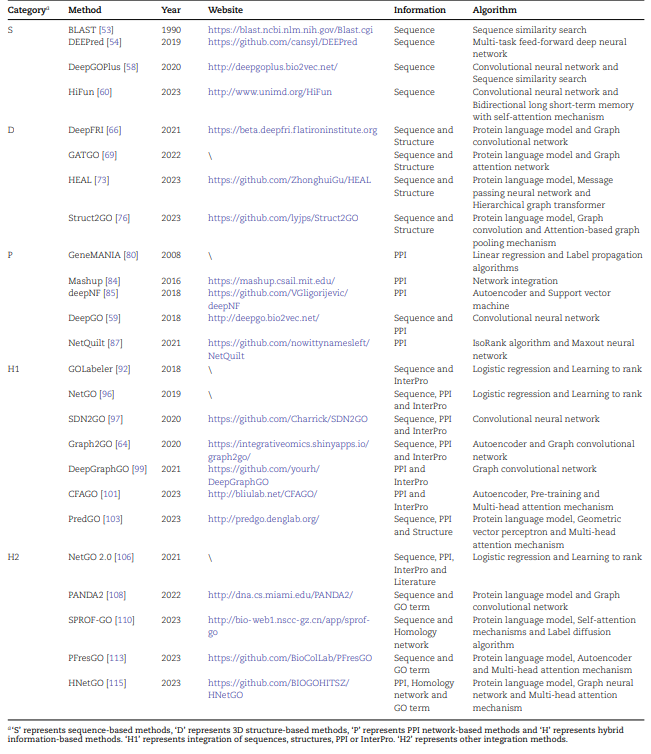 Categoryᵃ Method Year Website Information Algorithm
S BLAST [53] 1990 https://blast.ncbi.nlm.nih.gov/Blast.cgi Sequence Sequence similarity search
DEEPred [54] 2019 https://github.com/cansyl/DEEPred Sequence Multi-task feed-forward deep neural
network
DeepGOPlus [58] 2020 http://deepgoplus.bio2vec.net/ Sequence Convolutional neural network and
Sequence similarity search
HiFun [60] 2023 http://www.unimd.org/HiFun Sequence Convolutional neural network and
Bidirectional long short-term memory
with self-attention mechanism
D DeepFRI [66] 2021 https://beta.deepfri.flatironinstitute.org Sequence and Protein language model and Graph
Structure convolutional network
GATGO [69] 2022 \ Sequence and Protein language model and Graph
Structure attention network
HEAL [73] 2023 https://github.com/ZhonghuiGu/HEAL Sequence and Protein language model, Message
Structure passing neural network and
Hierarchical graph transformer
Struct2GO [76] 2023 https://github.com/lyjps/Struct2GO Sequence and Protein language model, Graph
Structure convolution and Attention-based graph
pooling mechanism
P GeneMANIA [80] 2008 \ PPI Linear regression and Label propagation
algorithms
Mashup [84] 2016 https://mashup.csail.mit.edu/ PPI Network integration
deepNF [85] 2018 https://github.com/VGligorijevic/ PPI Autoencoder and Support vector
deepNF machine
DeepGO [59] 2018 http://deepgo.bio2vec.net/ Sequence and Convolutional neural network
PPI
NetQuilt [87] 2021 https://github.com/nowittynamesleft/ PPI IsoRank algorithm and Maxout neural
NetQuilt network
H1 GOLabeler [92] 2018 \ Sequence and Logistic regression and Learning to rank
InterPro
NetGO [96] 2019 \ Sequence, PPI Logistic regression and Learning to rank
and InterPro
SDN2GO [97] 2020 https://github.com/Charrick/SDN2GO Sequence, PPI Convolutional neural network
and InterPro
Graph2GO [64] 2020 https://integrativeomics.shinyapps.io/ Sequence, PPI Autoencoder and Graph convolutional
graph2go/ and InterPro network
DeepGraphGO [99] 2021 https://github.com/yourh/ PPI and Graph convolutional network
DeepGraphGO InterPro
CFAGO [101] 2023 http://bliulab.net/CFAGO/ PPI and Autoencoder, Pre-training and
InterPro Multi-head attention mechanism
PredGO [103] 2023 http://predgo.denglab.org/ Sequence, PPI Protein language model, Geometric
and Structure vector perceptron and Multi-head
attention mechanism
H2 NetGO 2.0 [106] 2021 \ Sequence, PPI, Logistic regression and Learning to rank
InterPro and
Literature
PANDA2 [108] 2022 http://dna.cs.miami.edu/PANDA2/ Sequence and Protein language model and Graph
GO term convolutional network
SPROF-GO [110] 2023 http://bio-web1.nscc-gz.cn/app/sprof- Sequence and Protein language model, Self-attention
go Homology mechanisms and Label diffusion
network algorithm
PFresGO [113] 2023 https://github.com/BioColLab/PFresGO Sequence and Protein language model, Autoencoder
GO term and Multi-head attention mechanism
HNetGO [115] 2023 https://github.com/BIOGOHITSZ/ PPI, Homology Protein language model, Graph neural
HNetGO network and network and Multi-head attention
GO term mechanism
ᵃ'S' represents sequence-based methods, 'D' represents 3D structure-based methods, 'P' represents PPI network-based methods and 'H' represents hybrid
information-based methods. 'H1' represents integration of sequences, structures, PPI or InterPro. 'H2' represents other integration methods.